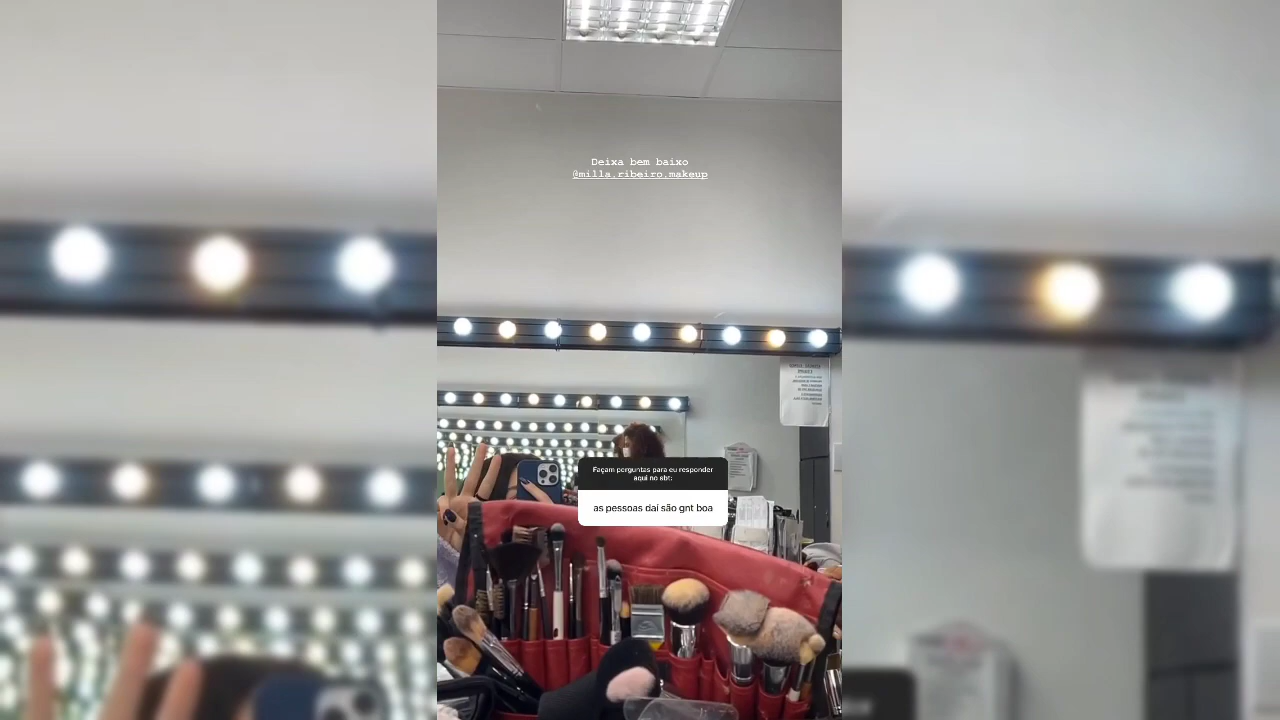 Deixa bem baixo
@milla.ribeiro.makeup
Façam perguntas para eu responder
aqui no sbt:
as pessoas daí são gnt boa